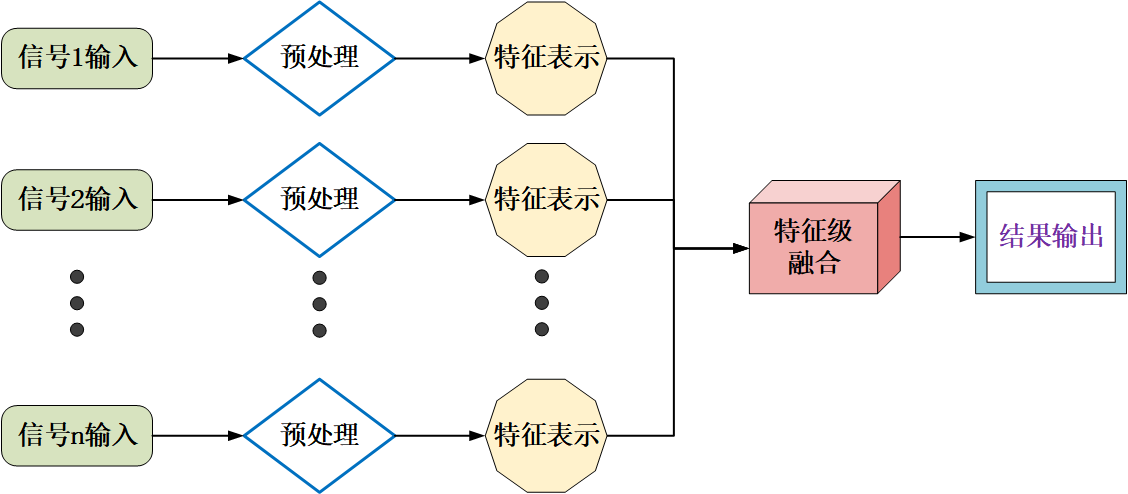 信号1输入
预处理
特征表示
信号2输入
预处理
特征表示
特征级
融合
结果输出
信号n输入
预处理
特征表示